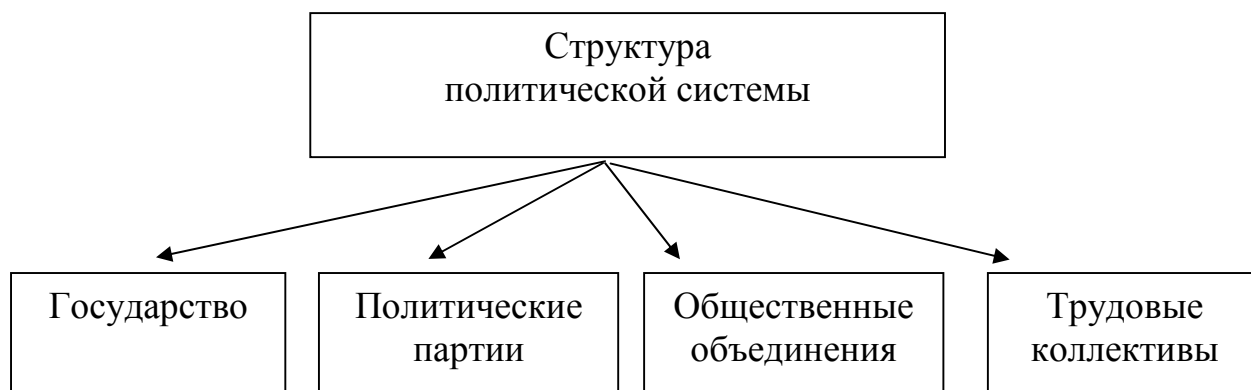 Структура
политической системы
Государство
Политические
партии
Общественные
объединения
Трудовые
коллективы